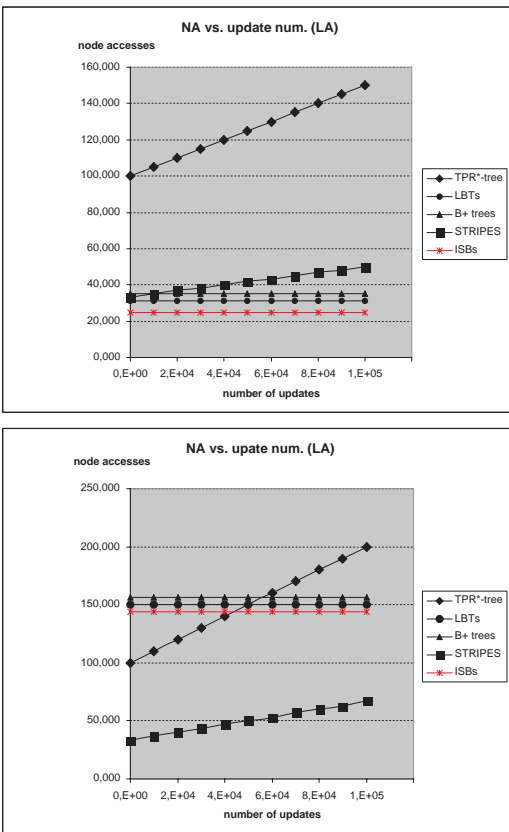 NA vs. update num. (LA)
node accesses
160,000
140,000
120,000
100,000
80,000
60,000
40,000
20,000
0,000
0,E+00 2,E+04 4,E+04 6,E+04 8,E+04 1,E+05
number of updates
TPR*-tree
LBTs
B+ trees
STRIPES
ISBs
NA vs. upate num. (LA)
node accesses
250,000
200,000
150,000
100,000
50,000
0,000
0,E+00 2,E+04 4,E+04 6,E+04 8,E+04 1,E+05
number of updates
TPR*-tree
LBTs
B+ trees
STRIPES
ISBs